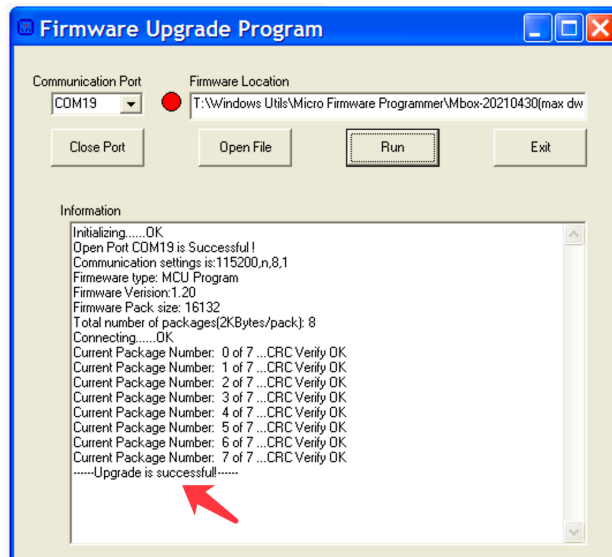 Firmware Upgrade Program
Communication Port
Firmware Location
COM19
T:\Windows Utils\Micro Firmware Programmer\Mbox-20210430(max dw
Close Port
Open File
Run
Exit
Information
Initializing......OK
Open Port COM19 is Successful !
Communication settings is:115200,n,8,1
Firmeware type: MCU Program
Firmware Verision:1.20
Firmware Pack size: 16132
Total number of packages(2KBytes/pack): 8
Connecting......OK
Current Package Number:  0 of 7 ...CRC Verify OK
Current Package Number:  1 of 7 ...CRC Verify OK
Current Package Number:  2 of 7 ...CRC Verify OK
Current Package Number:  3 of 7 ...CRC Verify OK
Current Package Number:  4 of 7 ...CRC Verify OK
Current Package Number:  5 of 7 ...CRC Verify OK
Current Package Number:  6 of 7 ...CRC Verify OK
Current Package Number:  7 of 7 ...CRC Verify OK
------Upgrade is successful!------